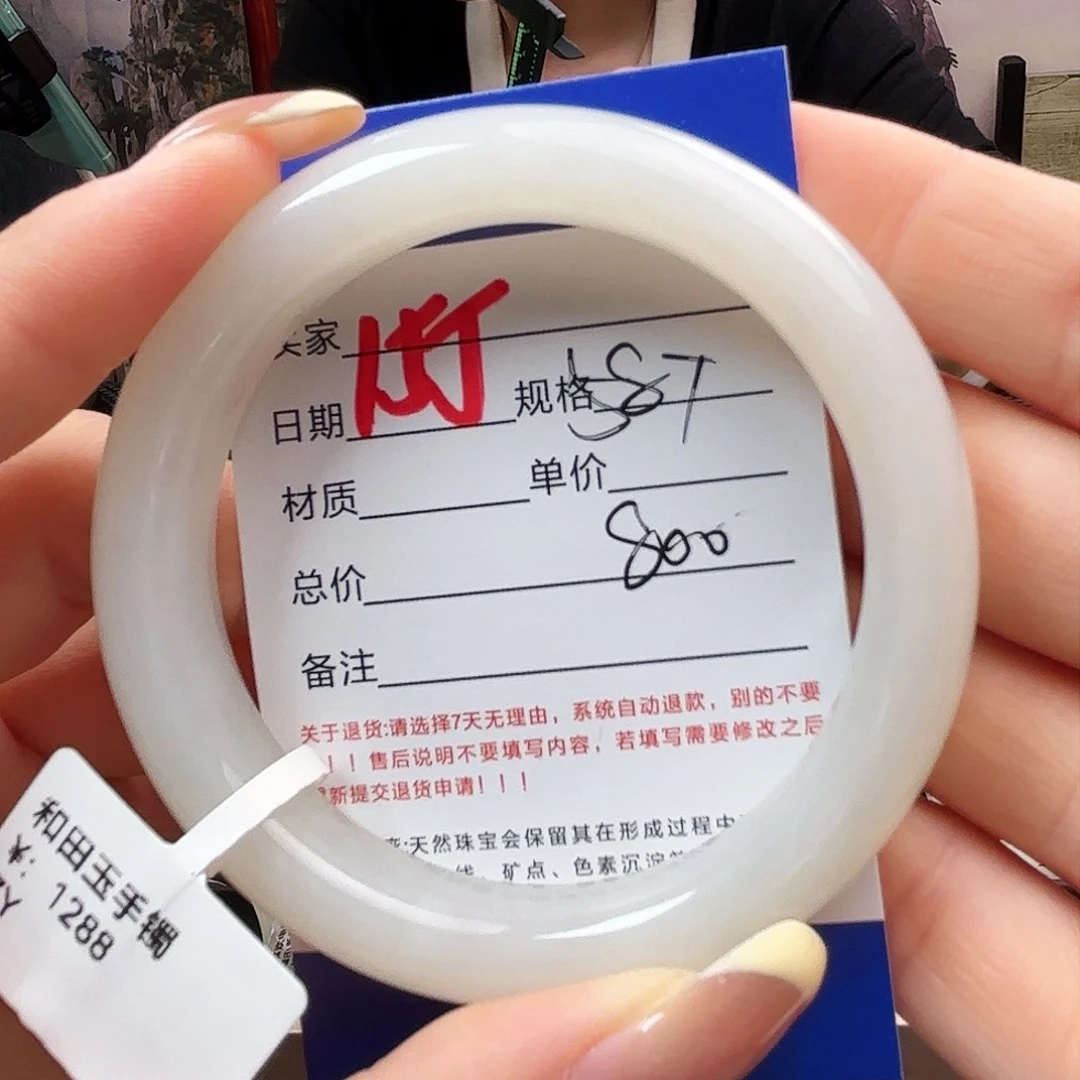 家
日期 规格 58T
材质 单价
总价 800
备注
关于退货:请选择7天无理由，系统自动退款，别的不要
！！售后说明不要填写内容，若填写需要修改之后
新提交退货申请！！！
:天然珠宝会保留其在形成过程中
线、矿点、色素沉淀
和田玉手镯
1288